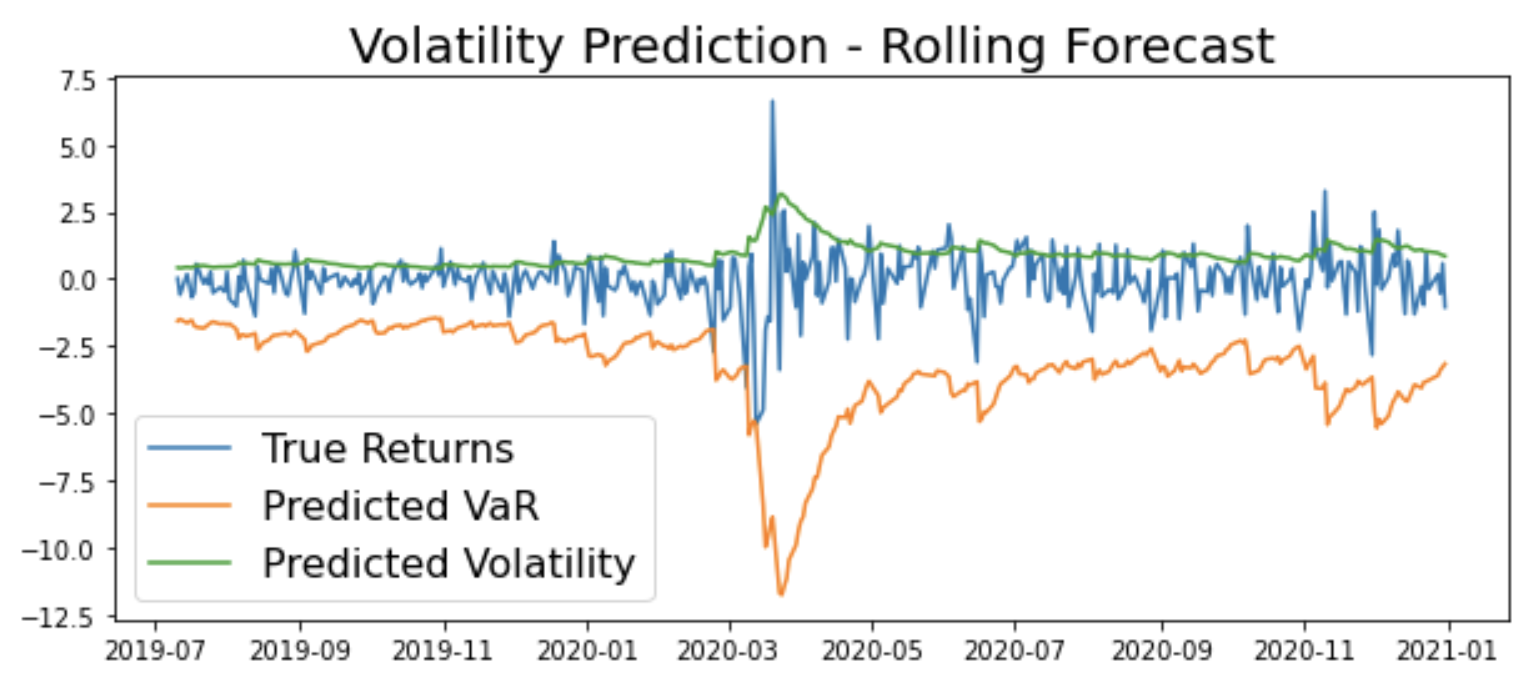 Volatility Prediction - Rolling Forecast
7.5
5.0
2.5
0.0
−2.5
−5.0
−7.5
−10.0
−12.5
True Returns
Predicted VaR
Predicted Volatility
2019-07 2019-09 2019-11 2020-01 2020-03 2020-05 2020-07 2020-09 2020-11 2021-01